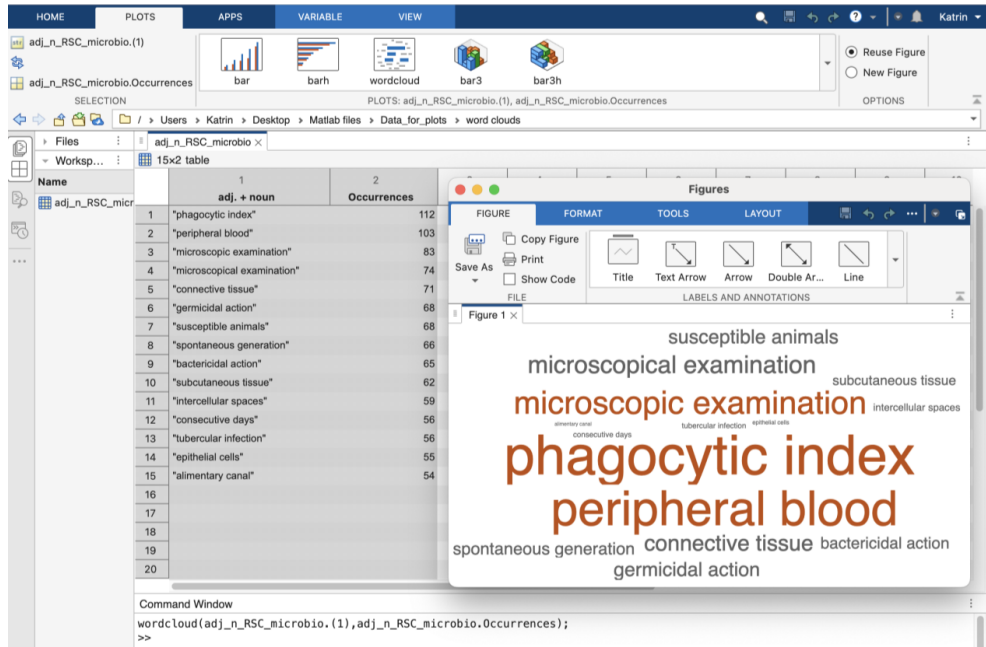 HOME PLOTS APPS VARIABLE VIEW Katrin
adj_n_RSC_microbio.(1)
adj_n_RSC_microbio.Occurrences
bar barh wordcloud bar3 bar3h
Reuse Figure
New Figure
SELECTION PLOTS: adj_n_RSC_microbio.(1), adj_n_RSC_microbio.Occurrences OPTIONS
/ › Users › Katrin › Desktop › Matlab files › Data_for_plots › word clouds
Files
Worksp...
Name
adj_n_RSC_micr
adj_n_RSC_microbio ×
15×2 table
1 2
adj. + noun Occurrences
1 "phagocytic index" 112
2 "peripheral blood" 103
3 "microscopic examination" 83
4 "microscopical examination" 74
5 "connective tissue" 71
6 "germicidal action" 68
7 "susceptible animals" 68
8 "spontaneous generation" 66
9 "bactericidal action" 65
10 "subcutaneous tissue" 62
11 "intercellular spaces" 59
12 "consecutive days" 56
13 "tubercular infection" 56
14 "epithelial cells" 55
15 "alimentary canal" 54
16
17
18
19
20
Figures
FIGURE FORMAT TOOLS LAYOUT
Save As
Copy Figure
Print
Show Code
Title Text Arrow Arrow Double Ar... Line
FILE LABELS AND ANNOTATIONS
Figure 1 ×
susceptible animals
microscopical examination
subcutaneous tissue
microscopic examination intercellular spaces
alimentary canal tubercular infection epithelial cells
consecutive days
phagocytic index
peripheral blood
spontaneous generation connective tissue bactericidal action
germicidal action
Command Window
wordcloud(adj_n_RSC_microbio.(1),adj_n_RSC_microbio.Occurrences);
>>